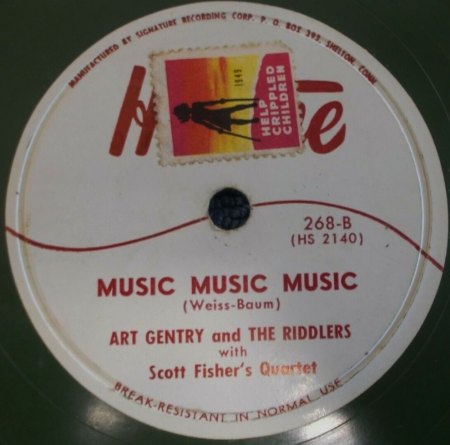 MANUFACTURED BY SIGNATURE RECORDING CORP. P. O. BOX 393, SHELTON, CONN.
1949
HELP
CRIPPLED
CHILDREN
268-B
(HS 2140)
MUSIC MUSIC MUSIC
(Weiss-Baum)
ART GENTRY and THE RIDDLERS
with
Scott Fisher's Quartet
BREAK-RESISTANT IN NORMAL USE